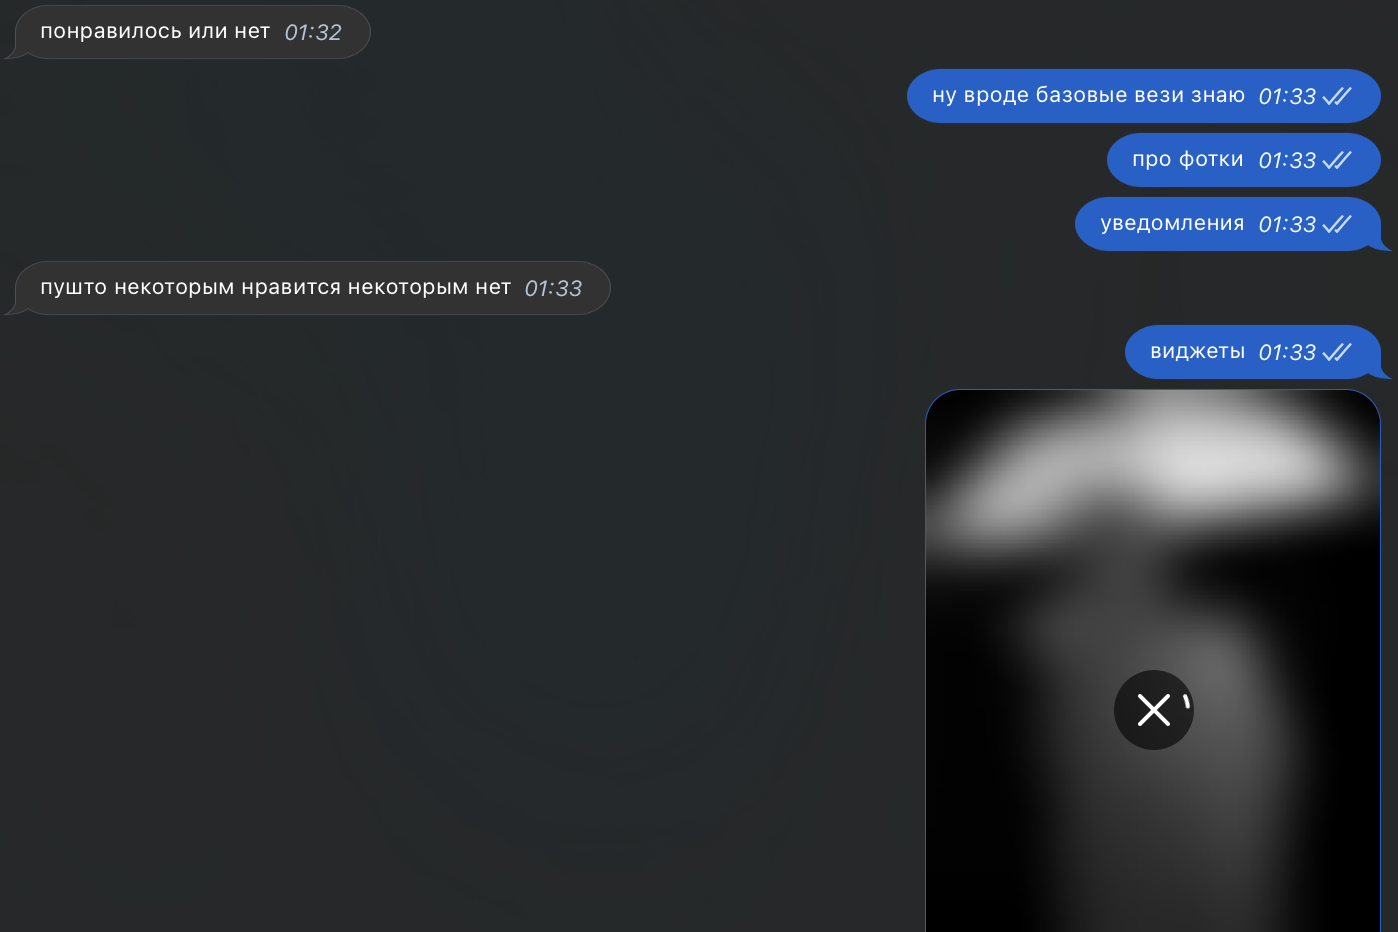 понравилось или нет 01:32
ну вроде базовые вези знаю 01:33
про фотки 01:33
уведомления 01:33
пушто некоторым нравится некоторым нет 01:33
виджеты 01:33